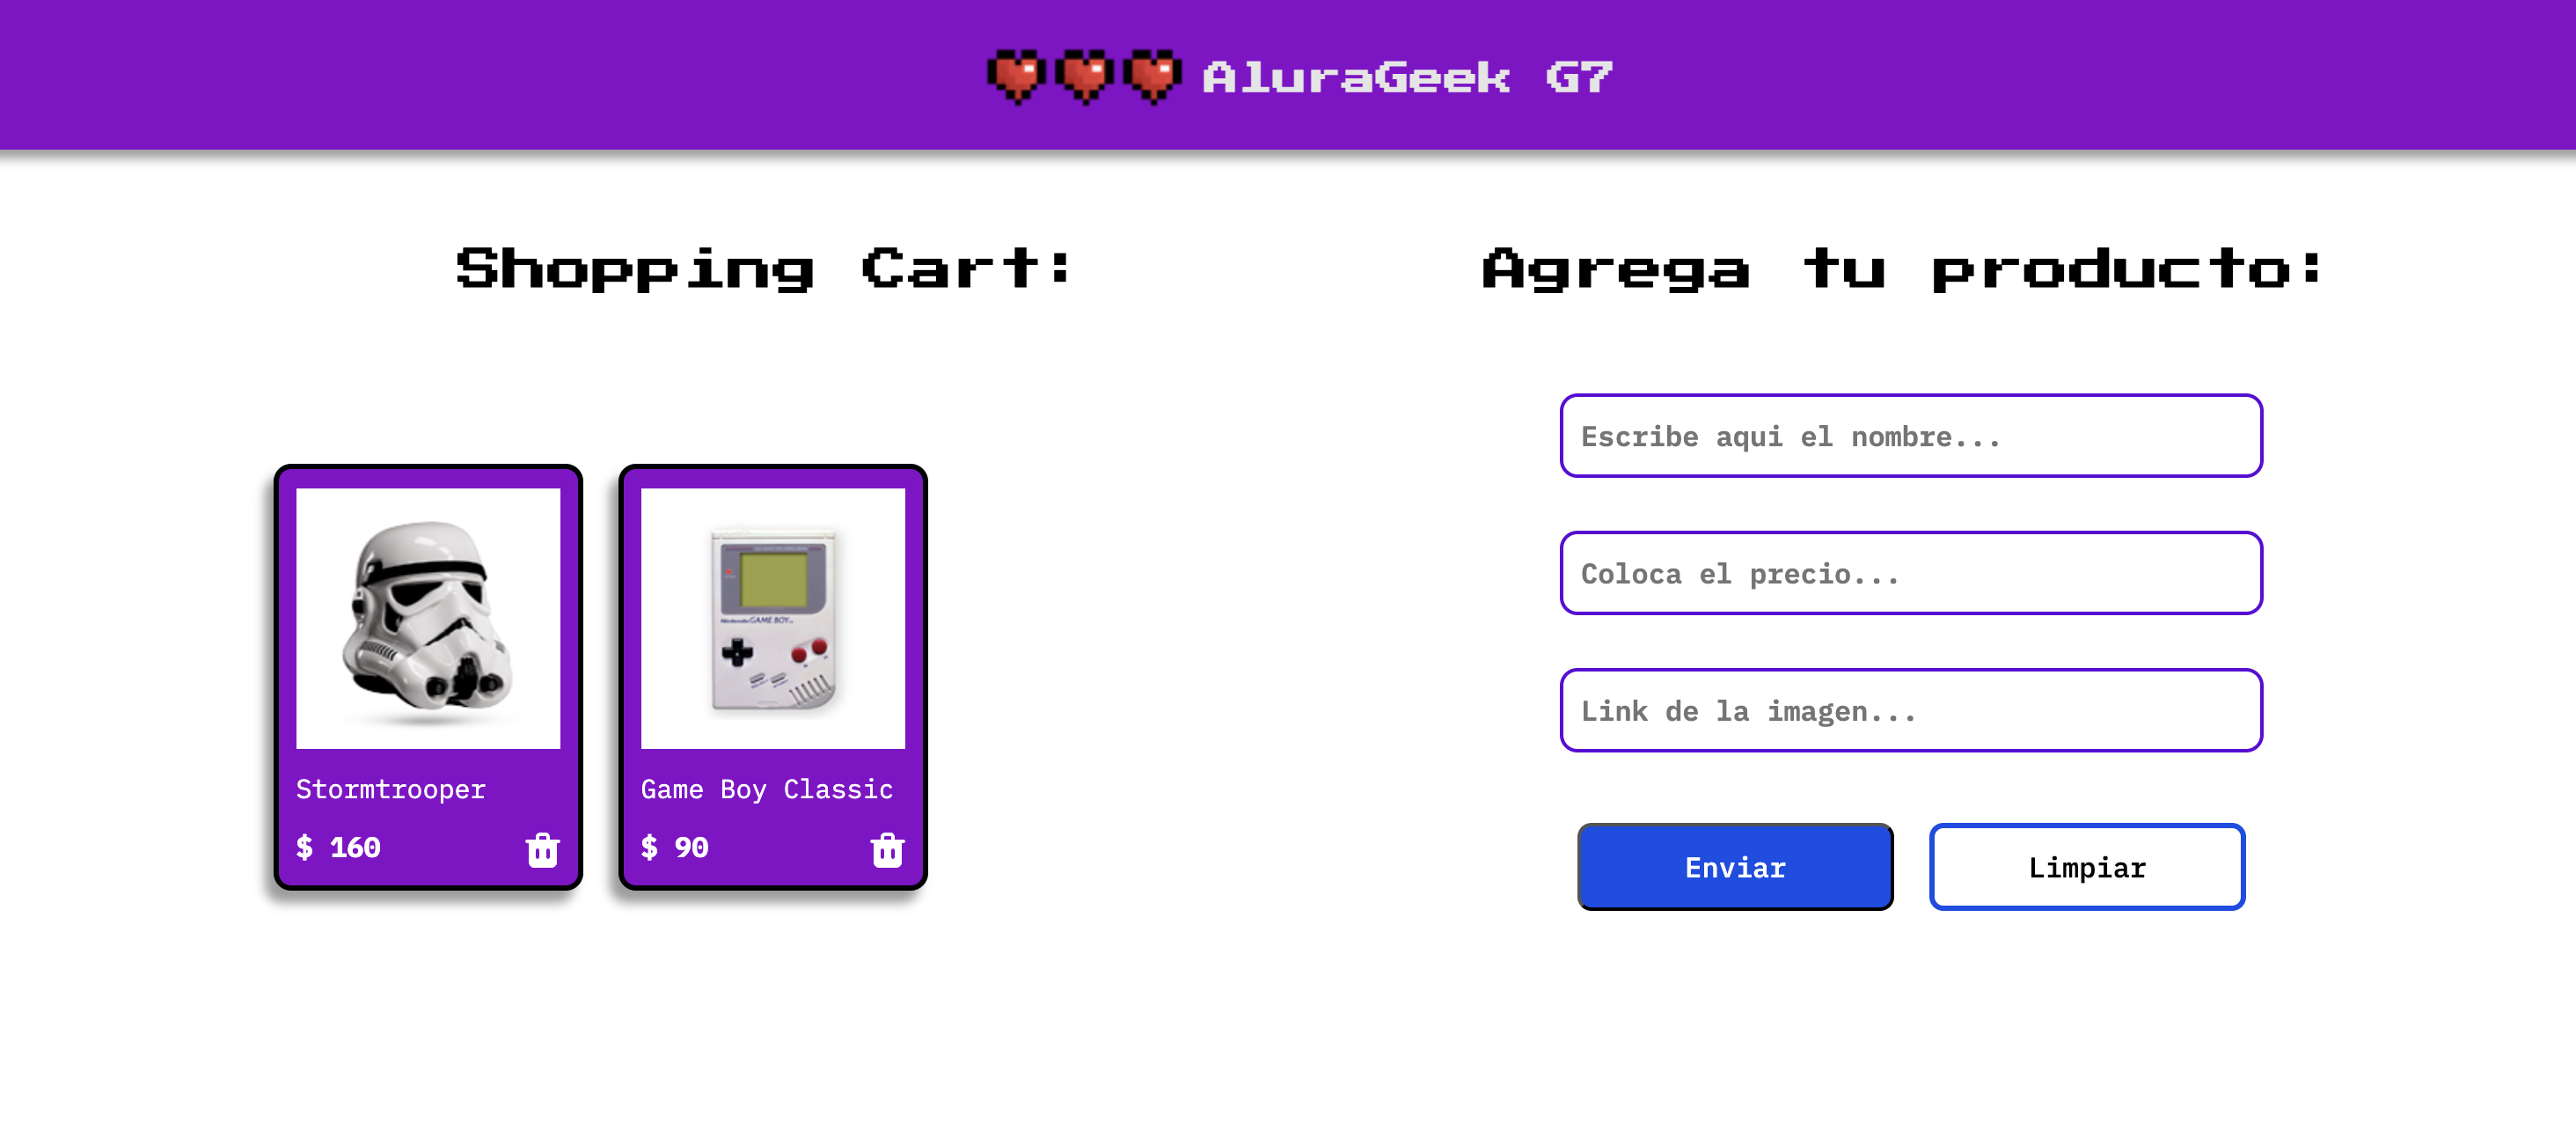 AluraGeek G7
Shopping Cart:
Stormtrooper
$ 160
Nintendo GAME BOY
Game Boy Classic
$ 90
Agrega tu producto:
Escribe aqui el nombre...
Coloca el precio...
Link de la imagen...
Enviar
Limpiar